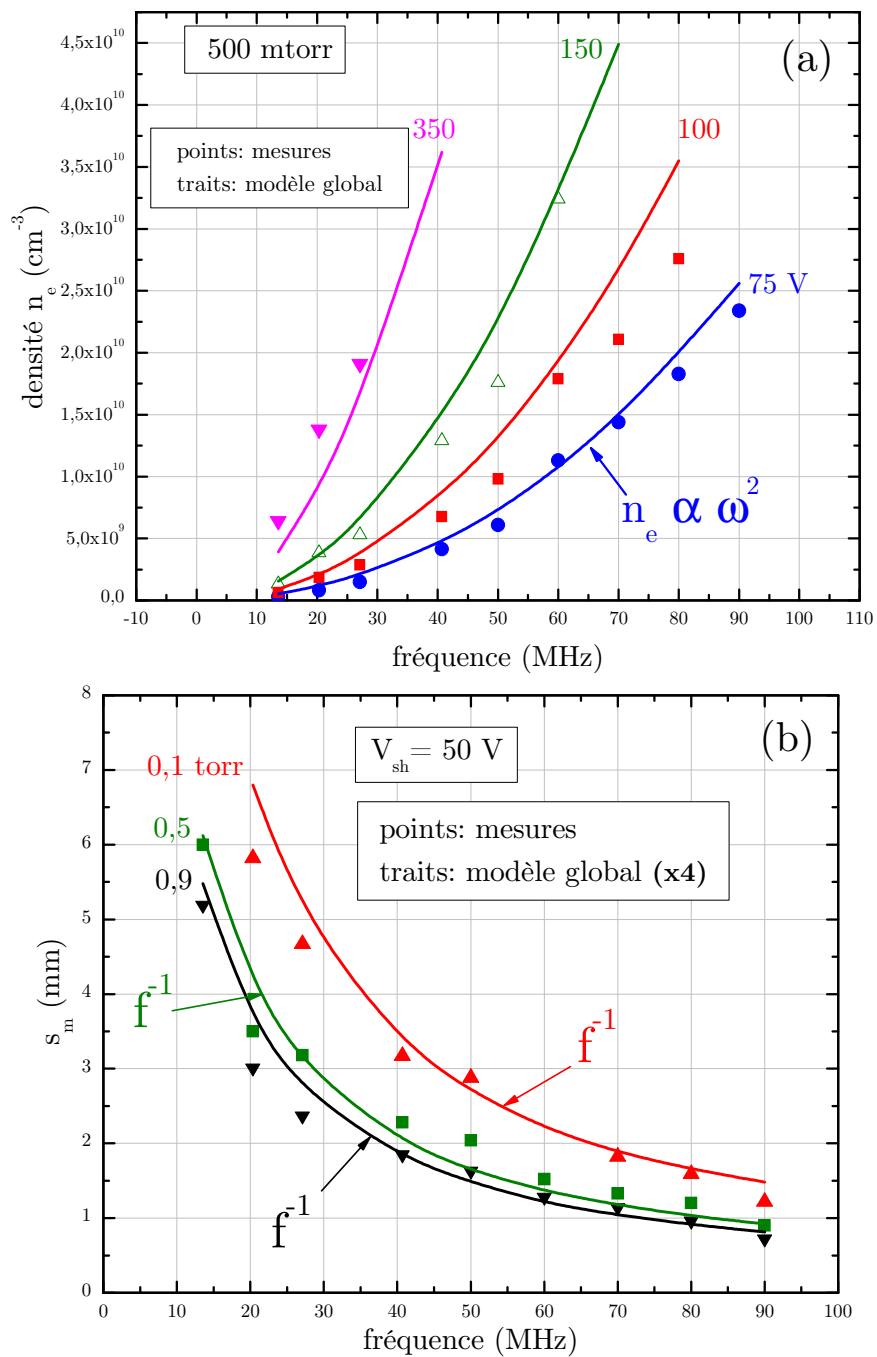 4,5x10^10
4,0x10^10
3,5x10^10
3,0x10^10
2,5x10^10
2,0x10^10
1,5x10^10
1,0x10^10
5,0x10^9
0,0
densité n_e (cm^-3)
500 mtorr
(a)
points: mesures
traits: modèle global
350
150
100
75 V
n_e α ω^2
-10 0 10 20 30 40 50 60 70 80 90 100 110
fréquence (MHz)
8
7
6
5
4
3
2
1
0
s_m (mm)
V_sh= 50 V
(b)
points: mesures
traits: modèle global (x4)
0,1 torr
0,5
0,9
f^-1
f^-1
f^-1
0 10 20 30 40 50 60 70 80 90 100
fréquence (MHz)